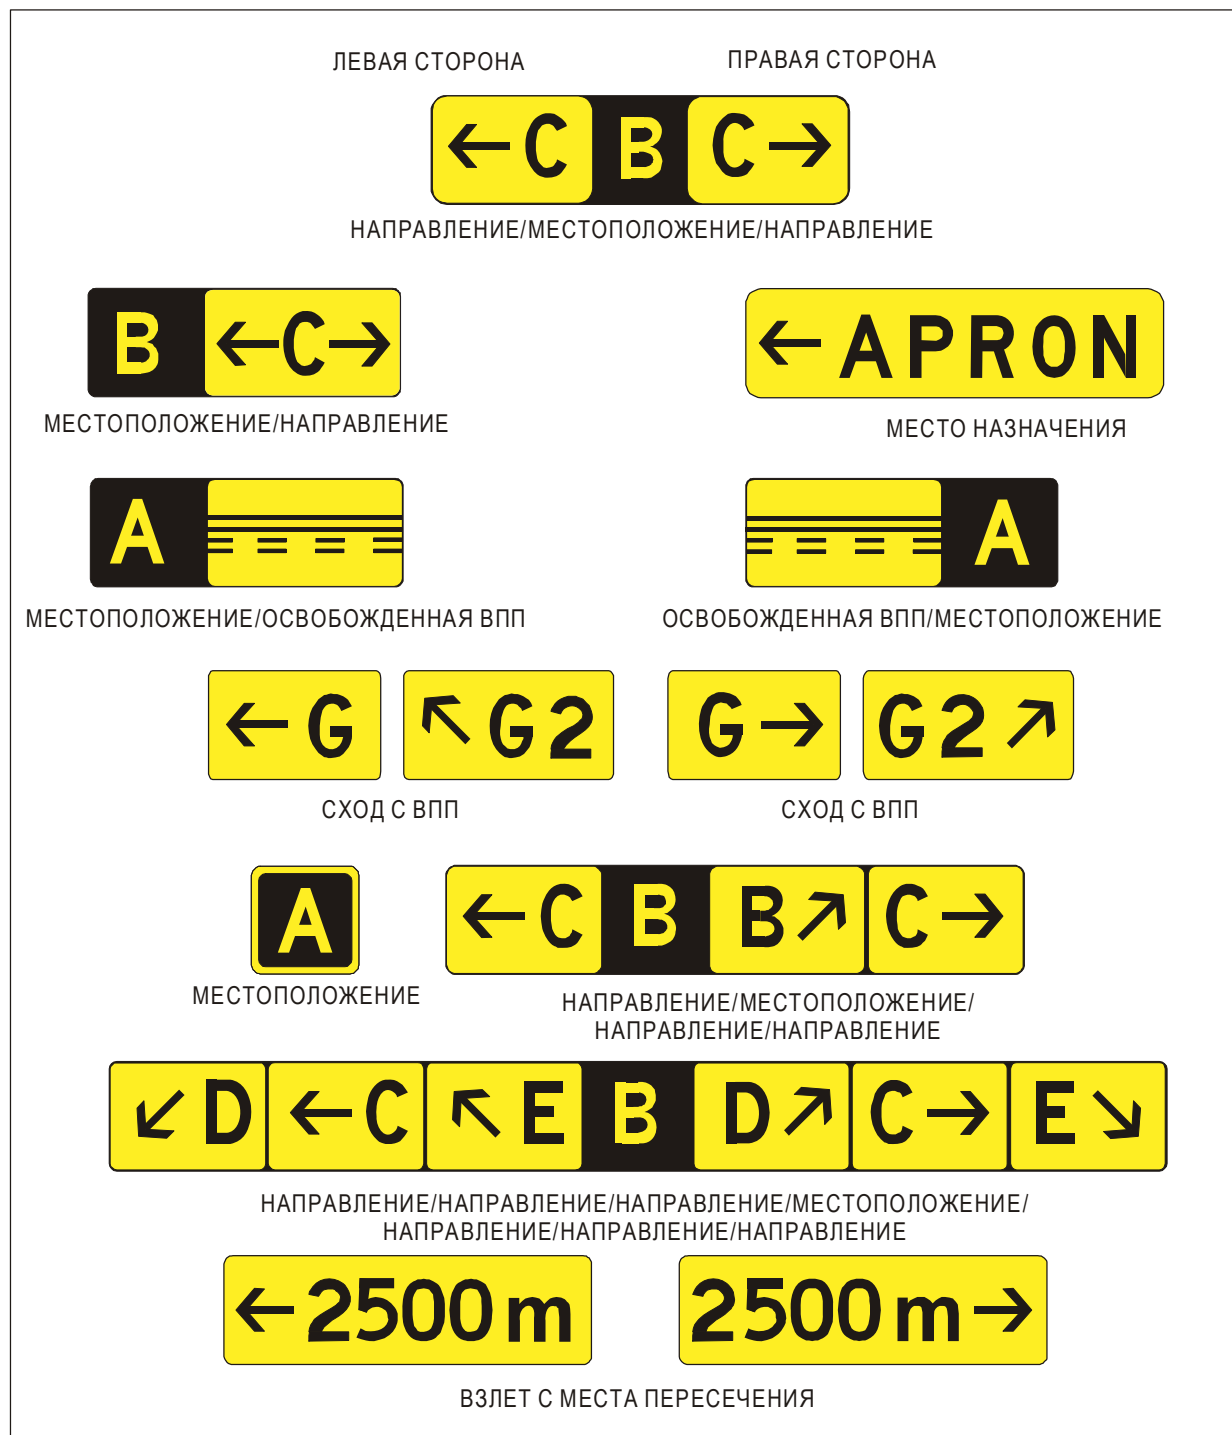 ЛЕВАЯ СТОРОНА ПРАВАЯ СТОРОНА
←C B C→
НАПРАВЛЕНИЕ/МЕСТОПОЛОЖЕНИЕ/НАПРАВЛЕНИЕ
B ←C→ ←APRON
МЕСТОПОЛОЖЕНИЕ/НАПРАВЛЕНИЕ МЕСТО НАЗНАЧЕНИЯ
A A
МЕСТОПОЛОЖЕНИЕ/ОСВОБОЖДЕННАЯ ВПП ОСВОБОЖДЕННАЯ ВПП/МЕСТОПОЛОЖЕНИЕ
←G ↖G2 G→ G2↗
СХОД С ВПП СХОД С ВПП
A ←C B B↗ C→
МЕСТОПОЛОЖЕНИЕ НАПРАВЛЕНИЕ/МЕСТОПОЛОЖЕНИЕ/
НАПРАВЛЕНИЕ/НАПРАВЛЕНИЕ
↙D ←C ↖E B D↗ C→ E↘
НАПРАВЛЕНИЕ/НАПРАВЛЕНИЕ/НАПРАВЛЕНИЕ/МЕСТОПОЛОЖЕНИЕ/
НАПРАВЛЕНИЕ/НАПРАВЛЕНИЕ/НАПРАВЛЕНИЕ
←2500m 2500m→
ВЗЛЕТ С МЕСТА ПЕРЕСЕЧЕНИЯ